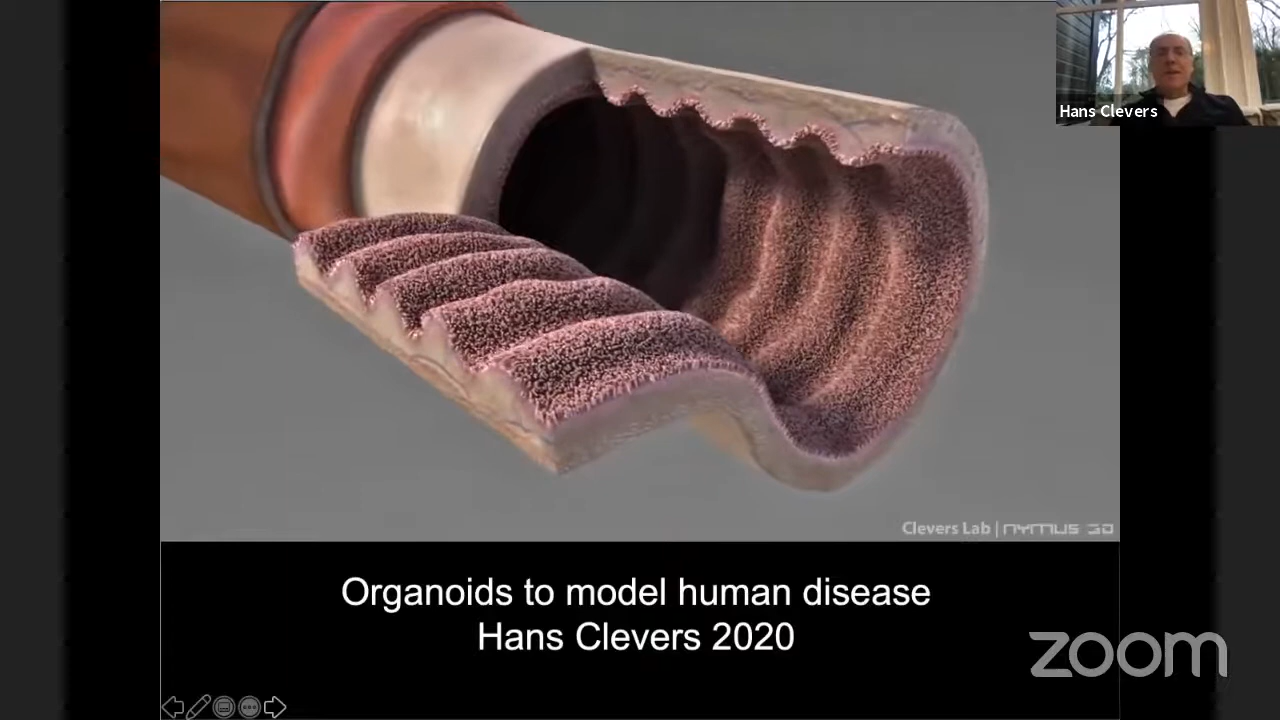 Hans Clevers
Clevers Lab | NYMUS 3D
Organoids to model human disease
Hans Clevers 2020
zoom